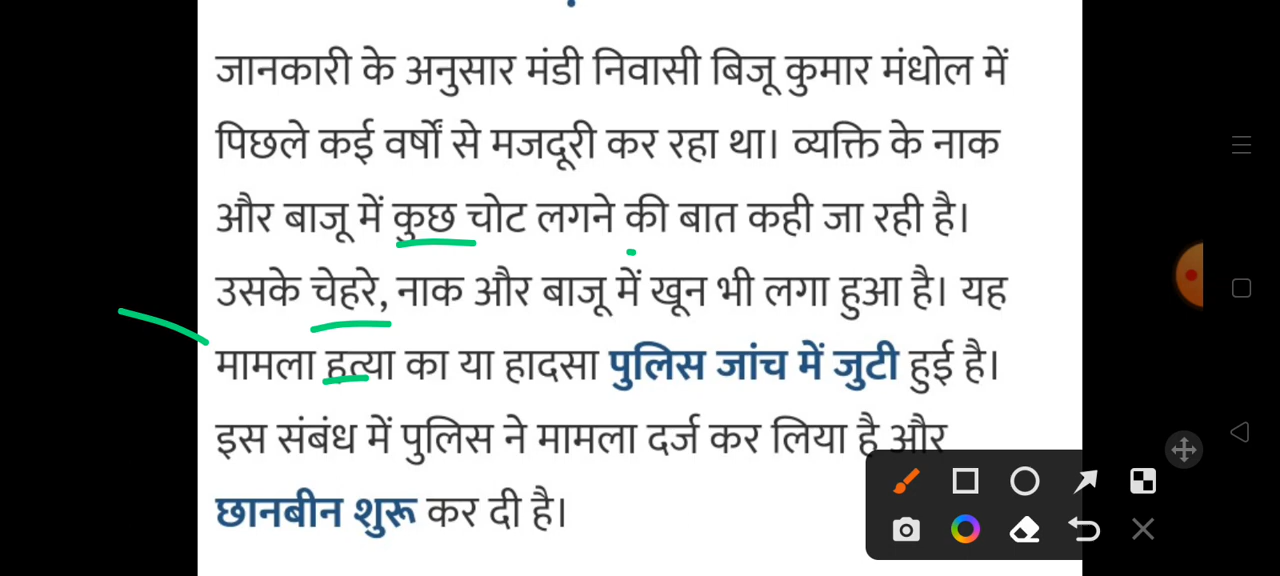 जानकारी के अनुसार मंडी निवासी बिजू कुमार मंधोल में
पिछले कई वर्षों से मजदूरी कर रहा था। व्यक्ति के नाक
और बाजू में कुछ चोट लगने की बात कही जा रही है।
उसके चेहरे, नाक और बाजू में खून भी लगा हुआ है। यह
मामला हत्या का या हादसा पुलिस जांच में जुटी हुई है।
इस संबंध में पुलिस ने मामला दर्ज कर लिया है और
छानबीन शुरू कर दी है।